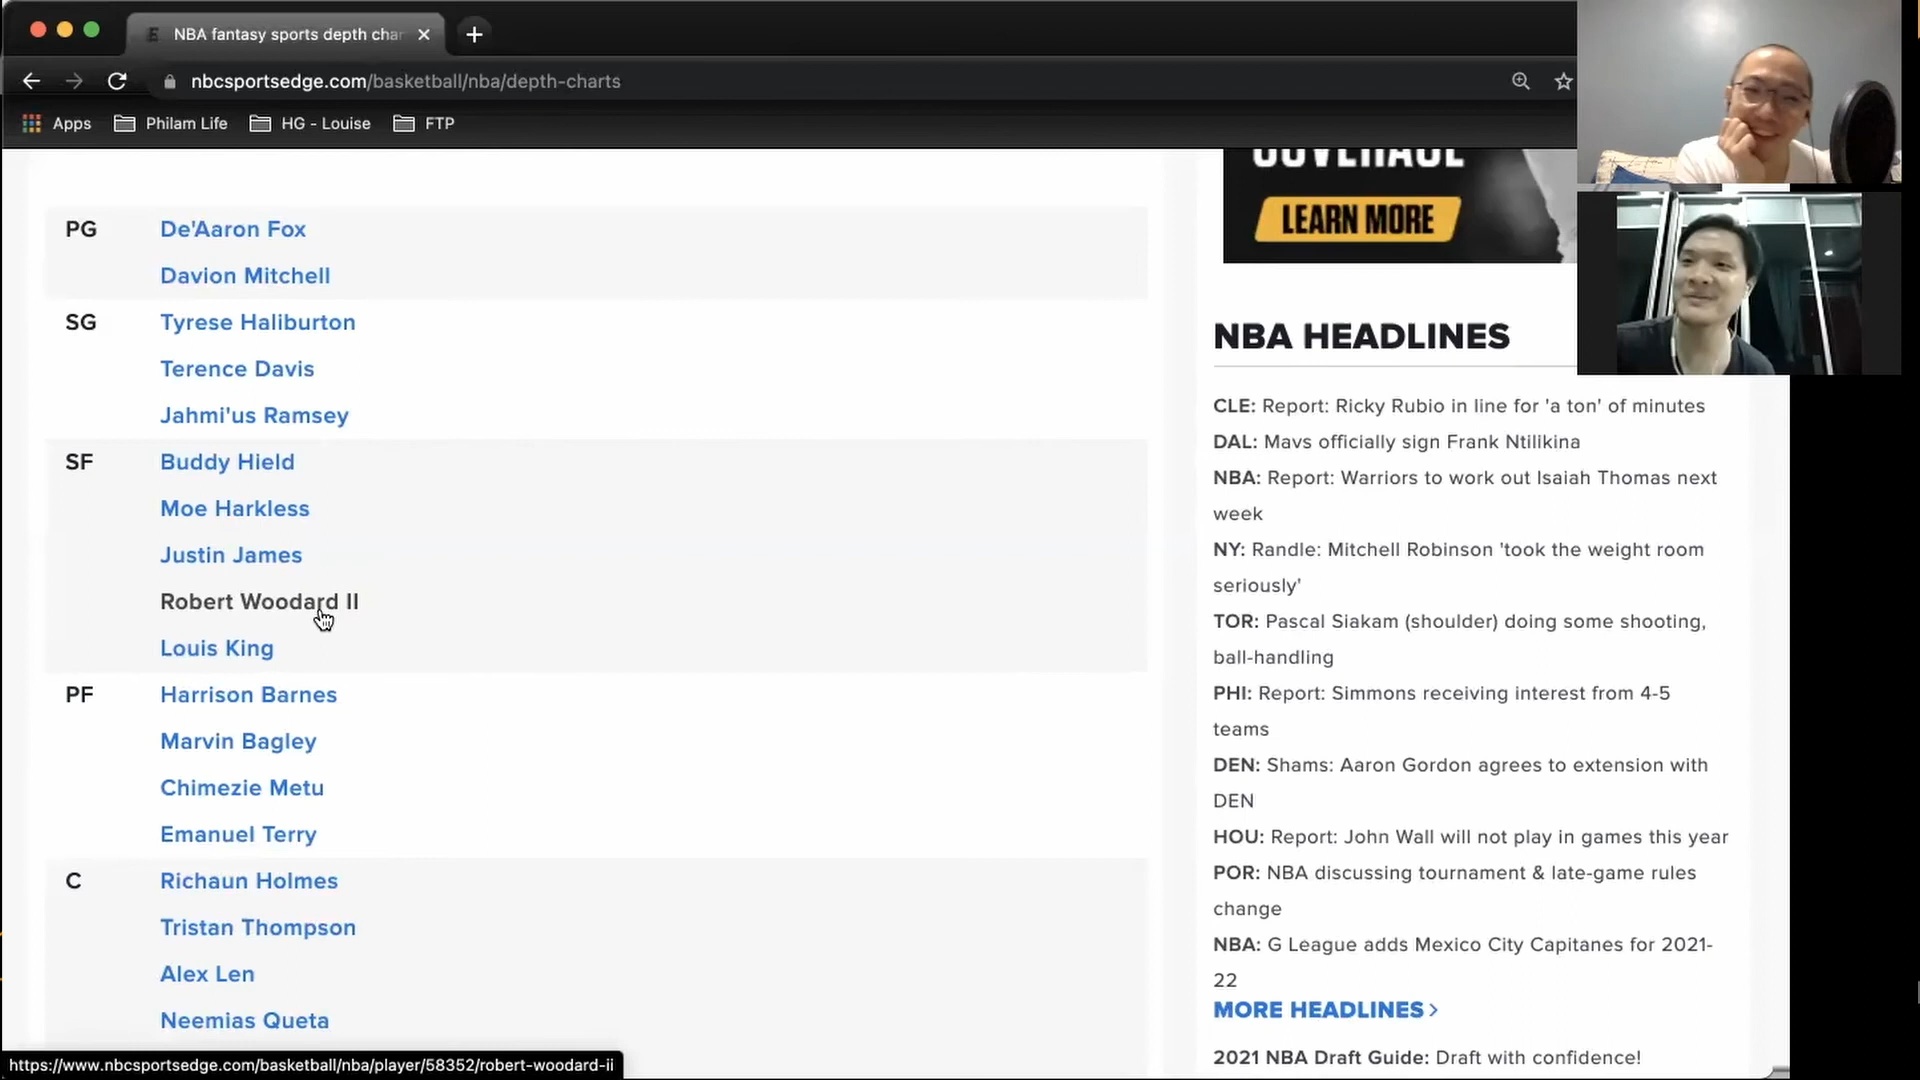 NBA fantasy sports depth cha
nbcsportsedge.com/basketball/nba/depth-charts
Apps Philam Life HG - Louise FTP
COVERAGE
LEARN MORE
PG De'Aaron Fox
Davion Mitchell
SG Tyrese Haliburton
Terence Davis
Jahmi'us Ramsey
SF Buddy Hield
Moe Harkless
Justin James
Robert Woodard II
Louis King
PF Harrison Barnes
Marvin Bagley
Chimezie Metu
Emanuel Terry
C Richaun Holmes
Tristan Thompson
Alex Len
Neemias Queta
NBA HEADLINES
CLE: Report: Ricky Rubio in line for 'a ton' of minutes
DAL: Mavs officially sign Frank Ntilikina
NBA: Report: Warriors to work out Isaiah Thomas next
week
NY: Randle: Mitchell Robinson 'took the weight room
seriously'
TOR: Pascal Siakam (shoulder) doing some shooting,
ball-handling
PHI: Report: Simmons receiving interest from 4-5
teams
DEN: Shams: Aaron Gordon agrees to extension with
DEN
HOU: Report: John Wall will not play in games this year
POR: NBA discussing tournament & late-game rules
change
NBA: G League adds Mexico City Capitanes for 2021-
22
MORE HEADLINES >
2021 NBA Draft Guide: Draft with confidence!
https://www.nbcsportsedge.com/basketball/nba/player/58352/robert-woodard-ii